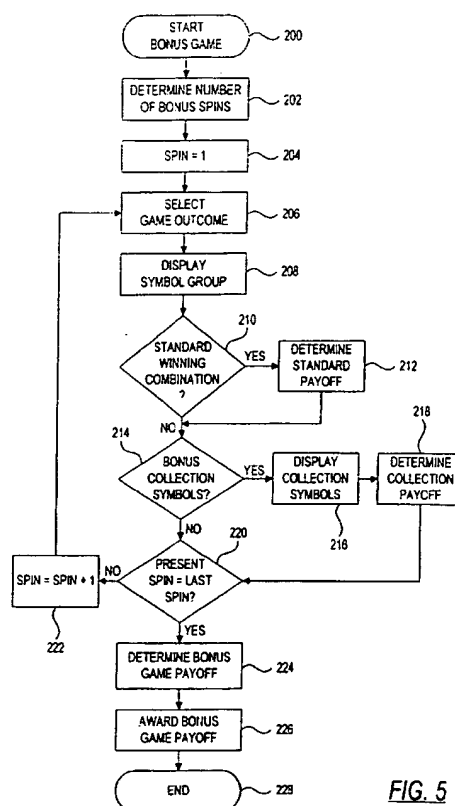 START
BONUS GAME
200
DETERMINE NUMBER
OF BONUS SPINS
202
SPIN = 1
204
SELECT
GAME OUTCOME
206
DISPLAY
SYMBOL GROUP
208
210
STANDARD
WINNING
COMBINATION
?
YES
DETERMINE
STANDARD
PAYOFF
212
NO
214
BONUS
COLLECTION
SYMBOLS?
YES
DISPLAY
COLLECTION
SYMBOLS
216
218
DETERMINE
COLLECTION
PAYOFF
NO
220
PRESENT
SPIN = LAST
SPIN?
NO
SPIN = SPIN + 1
222
YES
DETERMINE BONUS
GAME PAYOFF
224
AWARD BONUS
GAME PAYOFF
226
END
228
FIG. 5